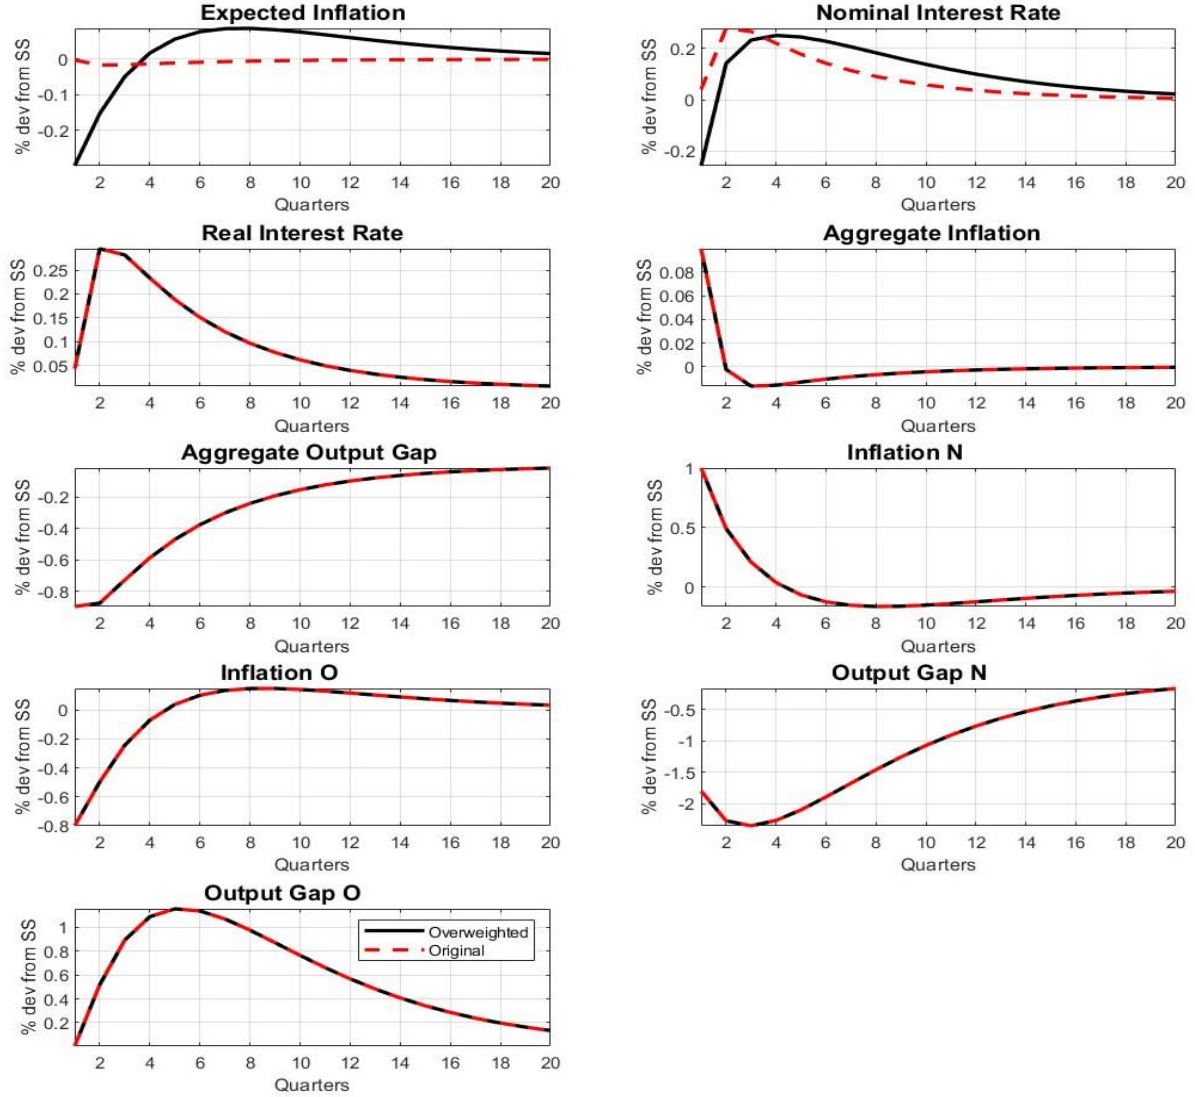 Expected Inflation
% dev from SS
0
-0.1
-0.2
2 4 6 8 10 12 14 16 18 20
Quarters
Nominal Interest Rate
% dev from SS
0.2
0
-0.2
2 4 6 8 10 12 14 16 18 20
Quarters
Real Interest Rate
% dev from SS
0.25
0.2
0.15
0.1
0.05
2 4 6 8 10 12 14 16 18 20
Quarters
Aggregate Inflation
% dev from SS
0.08
0.06
0.04
0.02
0
2 4 6 8 10 12 14 16 18 20
Quarters
Aggregate Output Gap
% dev from SS
-0.2
-0.4
-0.6
-0.8
2 4 6 8 10 12 14 16 18 20
Quarters
Inflation N
% dev from SS
1
0.5
0
2 4 6 8 10 12 14 16 18 20
Quarters
Inflation O
% dev from SS
0
-0.2
-0.4
-0.6
-0.8
2 4 6 8 10 12 14 16 18 20
Quarters
Output Gap N
% dev from SS
-0.5
-1
-1.5
-2
2 4 6 8 10 12 14 16 18 20
Quarters
Output Gap O
% dev from SS
1
0.8
0.6
0.4
0.2
2 4 6 8 10 12 14 16 18 20
Quarters
Overweighted
Original